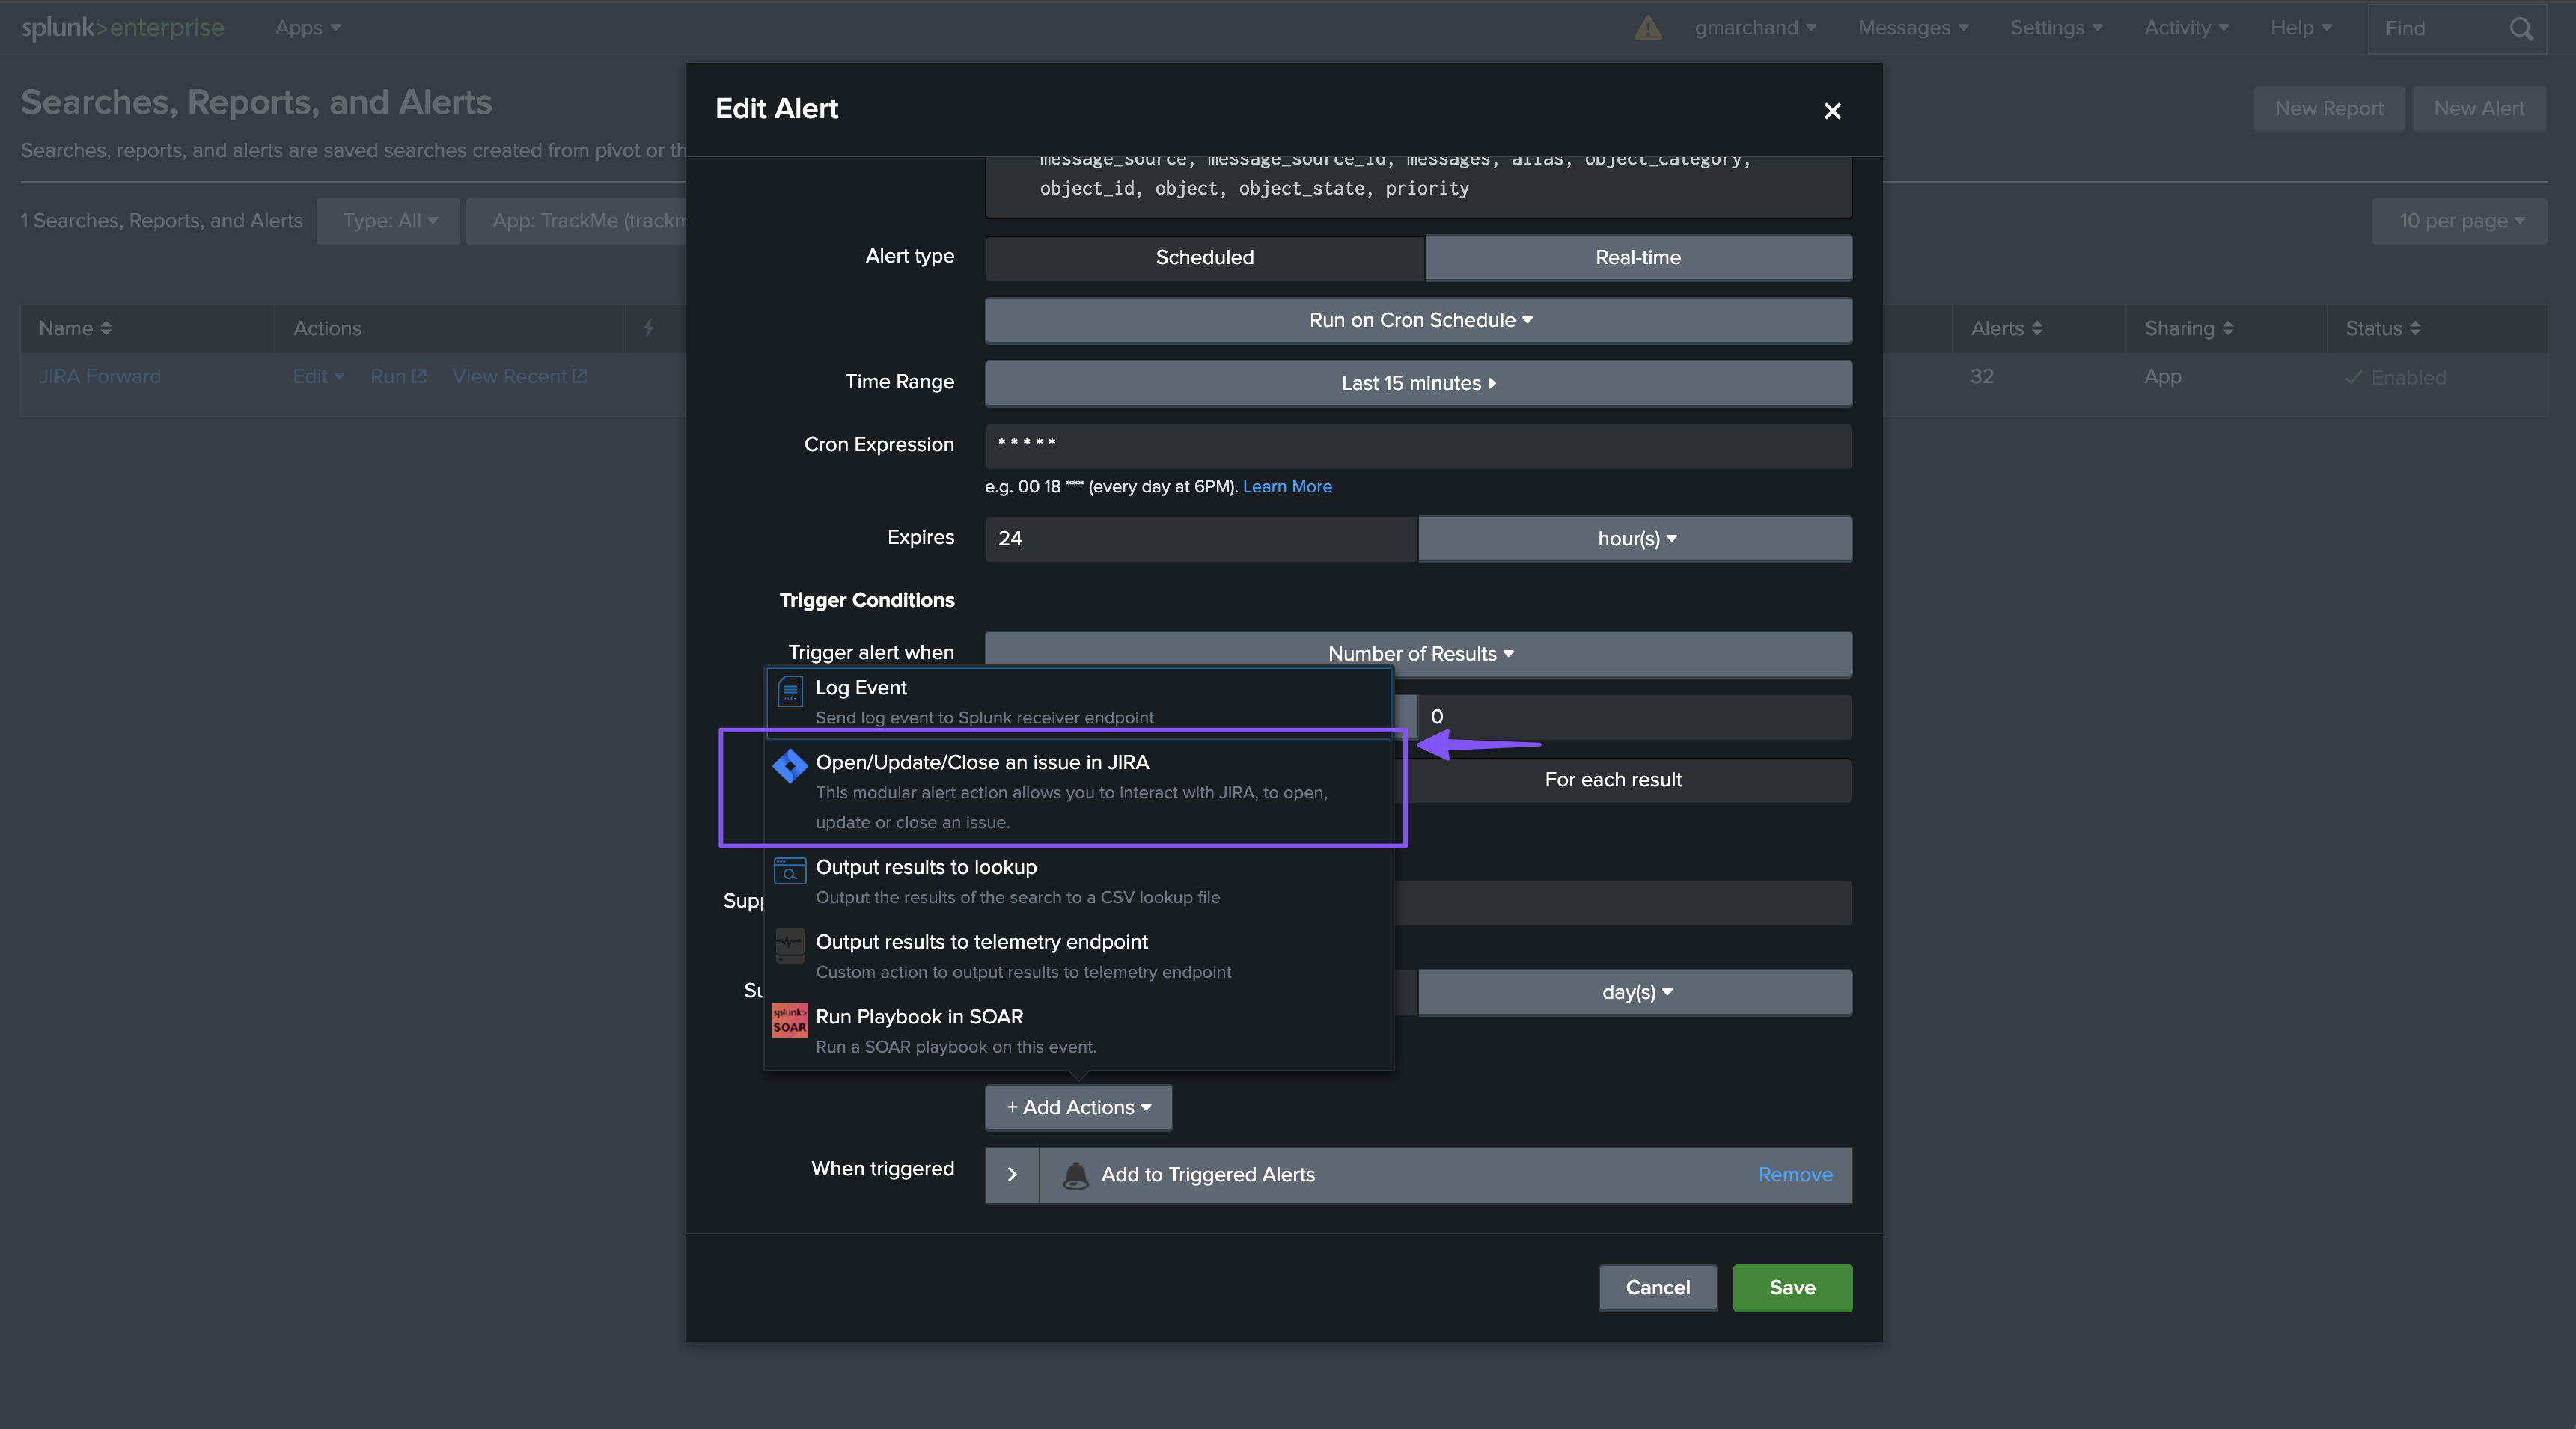 splunk>enterprise Apps gmarchand Messages Settings Activity Help Find
Searches, Reports, and Alerts
New Report New Alert
Searches, reports, and alerts are saved searches created from pivot or
1 Searches, Reports, and Alerts Type: All App: TrackMe 10 per page
Name Actions Alerts Sharing Status
JIRA Forward Edit Run View Recent 32 App Enabled
Edit Alert
message_source, message_source_id, messages, alias, object_category,
object_id, object, object_state, priority
Alert type Scheduled Real-time
Run on Cron Schedule
Time Range Last 15 minutes
Cron Expression * * * * *
e.g. 00 18 *** (every day at 6PM). Learn More
Expires 24 hour(s)
Trigger Conditions
Trigger alert when Number of Results
0
For each result
Log Event
LOG
Send log event to Splunk receiver endpoint
Open/Update/Close an issue in JIRA
This modular alert action allows you to interact with JIRA, to open,
update or close an issue.
Output results to lookup
Output the results of the search to a CSV lookup file
Output results to telemetry endpoint
Custom action to output results to telemetry endpoint
day(s)
splunk>
SOAR
Run Playbook in SOAR
Run a SOAR playbook on this event.
+ Add Actions
When triggered Add to Triggered Alerts Remove
Cancel Save